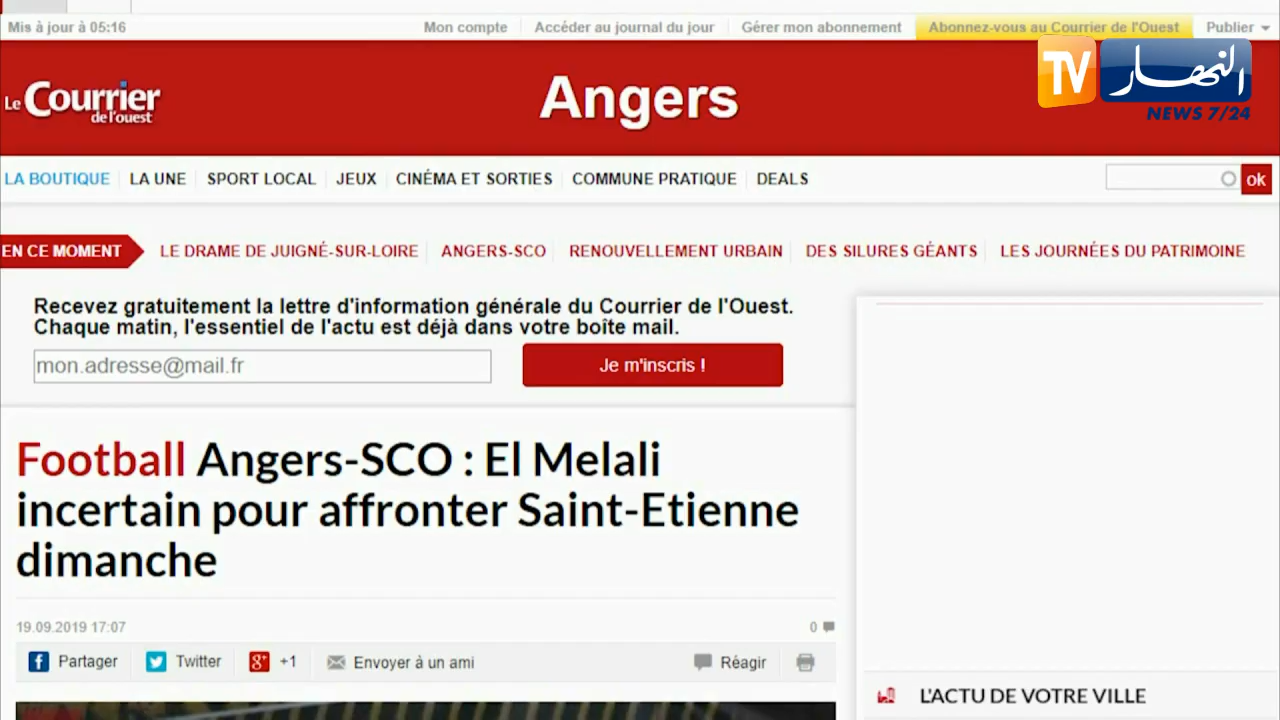 Mis à jour à 05:16 Mon compte Accéder au journal du jour Gérer mon abonnement Abonnez-vous au Courrier de l'Ouest Publier
TV النهار
NEWS 7/24
Le Courrier
de l'ouest
Angers
LA BOUTIQUE LA UNE SPORT LOCAL JEUX CINÉMA ET SORTIES COMMUNE PRATIQUE DEALS
ok
EN CE MOMENT LE DRAME DE JUIGNÉ-SUR-LOIRE ANGERS-SCO RENOUVELLEMENT URBAIN DES SILURES GÉANTS LES JOURNÉES DU PATRIMOINE
Recevez gratuitement la lettre d'information générale du Courrier de l'Ouest.
Chaque matin, l'essentiel de l'actu est déjà dans votre boîte mail.
mon.adresse@mail.fr
Je m'inscris !
Football Angers-SCO : El Melali
incertain pour affronter Saint-Etienne
dimanche
19.09.2019 17:07 0
Partager Twitter +1 Envoyer à un ami Réagir
L'ACTU DE VOTRE VILLE